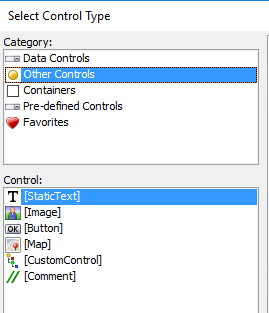 Select Control Type
Category:
Data Controls
Other Controls
Containers
Pre-defined Controls
Favorites
Control:
T [StaticText]
[Image]
OK [Button]
[Map]
[CustomControl]
// [Comment]